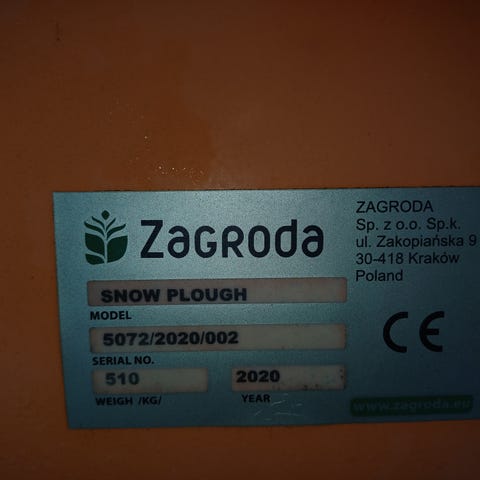 ZAGRODA
ZAGRODA
Sp. z o.o. Sp.k.
ul. Zakopiańska 9
30-418 Kraków
Poland
SNOW PLOUGH
MODEL
5072/2020/002
SERIAL NO.
510
2020
WEIGH /KG/
YEAR
CE
www.zagroda.eu